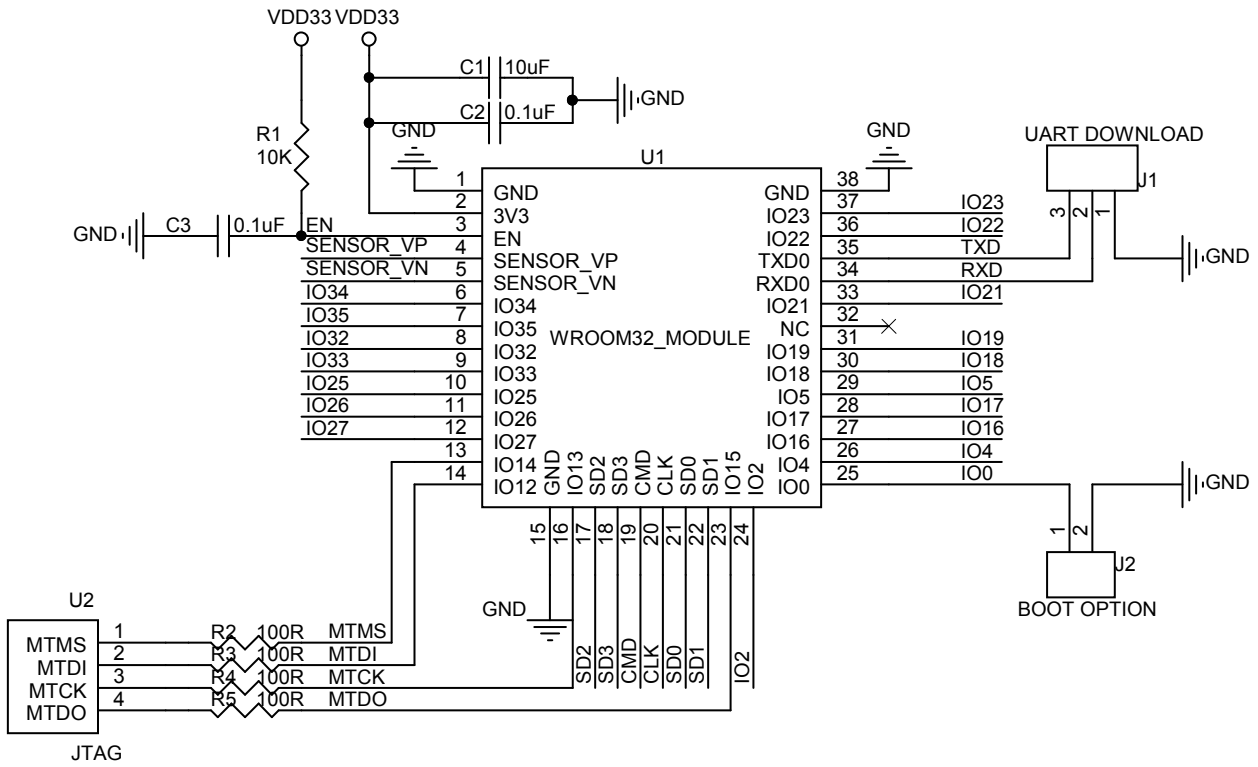 VDD33 VDD33
C1 10uF
GND
C2 0.1uF
R1
10K
GND
GND
UART DOWNLOAD
U1
J1
3 2 1
GND
GND C3 0.1uF
EN
SENSOR_VP
SENSOR_VN
IO34
IO35
IO32
IO33
IO25
IO26
IO27
1 GND
2 3V3
3 EN
4 SENSOR_VP
5 SENSOR_VN
6 IO34
7 IO35
8 IO32
9 IO33
10 IO25
11 IO26
12 IO27
13 IO14
14 IO12
WROOM32_MODULE
GND 38
IO23 37 IO23
IO22 36 IO22
TXD0 35 TXD
RXD0 34 RXD
IO21 33 IO21
NC 32
IO19 31 IO19
IO18 30 IO18
IO5 29 IO5
IO17 28 IO17
IO16 27 IO16
IO4 26 IO4
IO0 25 IO0
GND IO13 SD2 SD3 CMD CLK SD0 SD1 IO15 IO2
15 16 17 18 19 20 21 22 23 24
GND
SD2 SD3 CMD CLK SD0 SD1 IO2
GND
1 2
J2
BOOT OPTION
U2
MTMS 1 R2 100R MTMS
MTDI 2 R3 100R MTDI
MTCK 3 R4 100R MTCK
MTDO 4 R5 100R MTDO
JTAG